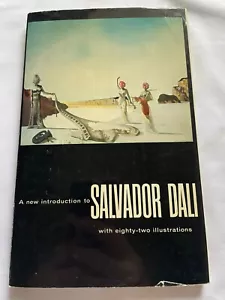 A new introduction to SALVADOR DALI
with eighty-two illustrations